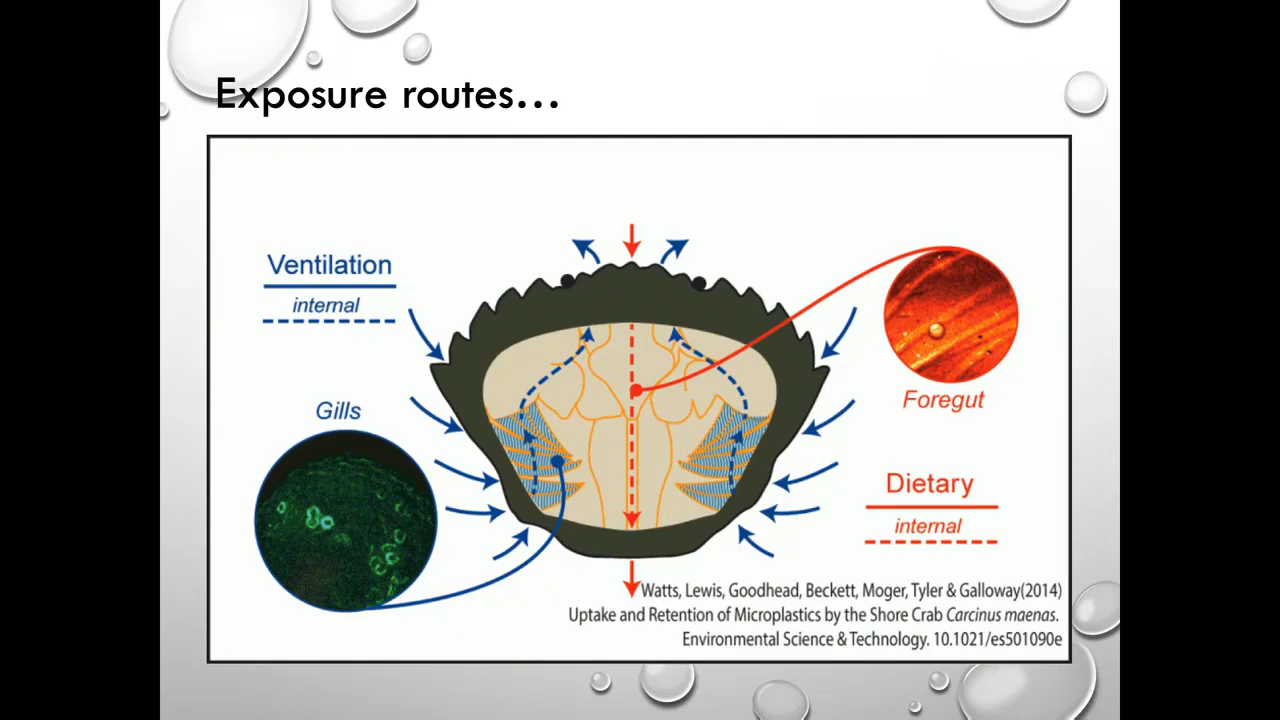 Exposure routes...
Ventilation
internal
Gills
Foregut
Dietary
internal
Watts, Lewis, Goodhead, Beckett, Moger, Tyler & Galloway(2014)
Uptake and Retention of Microplastics by the Shore Crab Carcinus maenas.
Environmental Science & Technology. 10.1021/es501090e